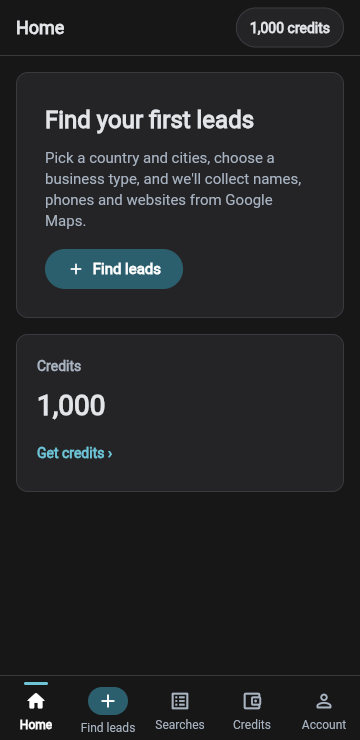 Home
1,000 credits
Find your first leads
Pick a country and cities, choose a
business type, and we'll collect names,
phones and websites from Google
Maps.
+ Find leads
Credits
1,000
Get credits ›
Home
Find leads
Searches
Credits
Account